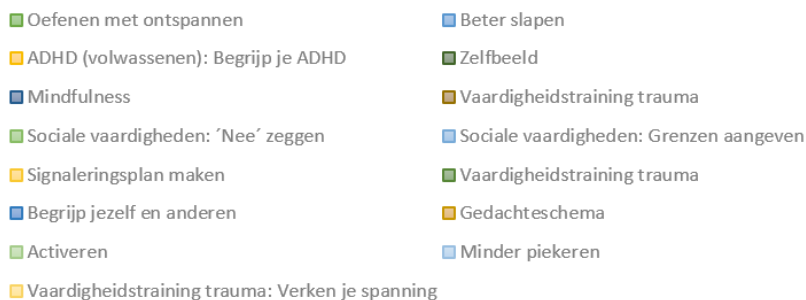 Oefenen met ontspannen
Beter slapen
ADHD (volwassenen): Begrijp je ADHD
Zelfbeeld
Mindfulness
Vaardigheidstraining trauma
Sociale vaardigheden: ´Nee´ zeggen
Sociale vaardigheden: Grenzen aangeven
Signaleringsplan maken
Vaardigheidstraining trauma
Begrijp jezelf en anderen
Gedachteschema
Activeren
Minder piekeren
Vaardigheidstraining trauma: Verken je spanning